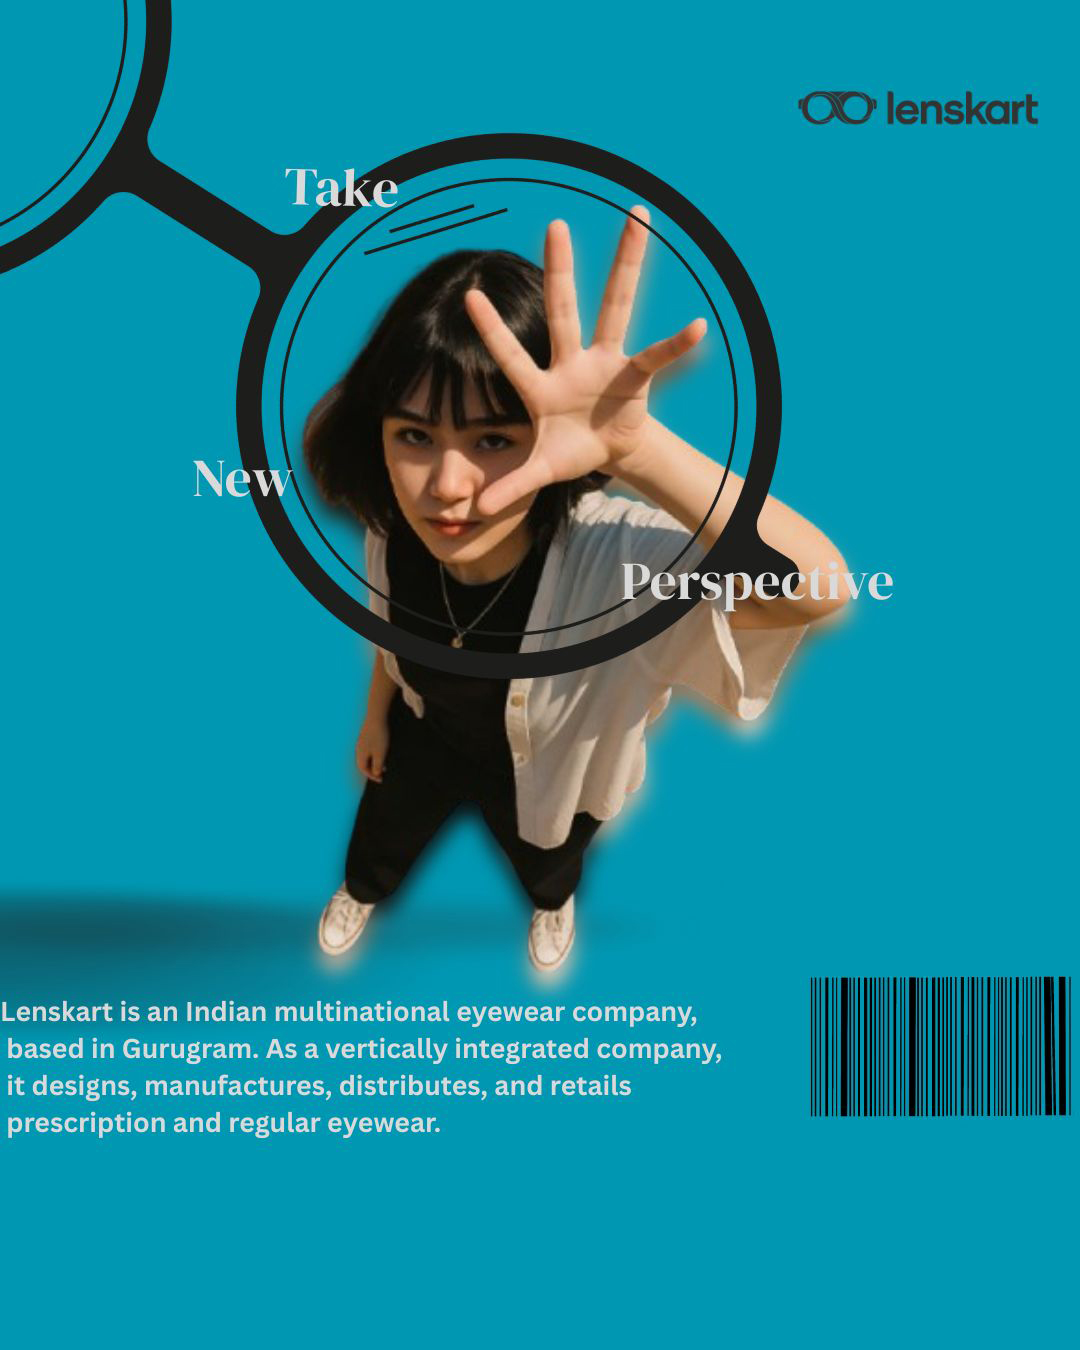 lenskart
Take
New
Perspective
Lenskart is an Indian multinational eyewear company,
based in Gurugram. As a vertically integrated company,
it designs, manufactures, distributes, and retails
prescription and regular eyewear.